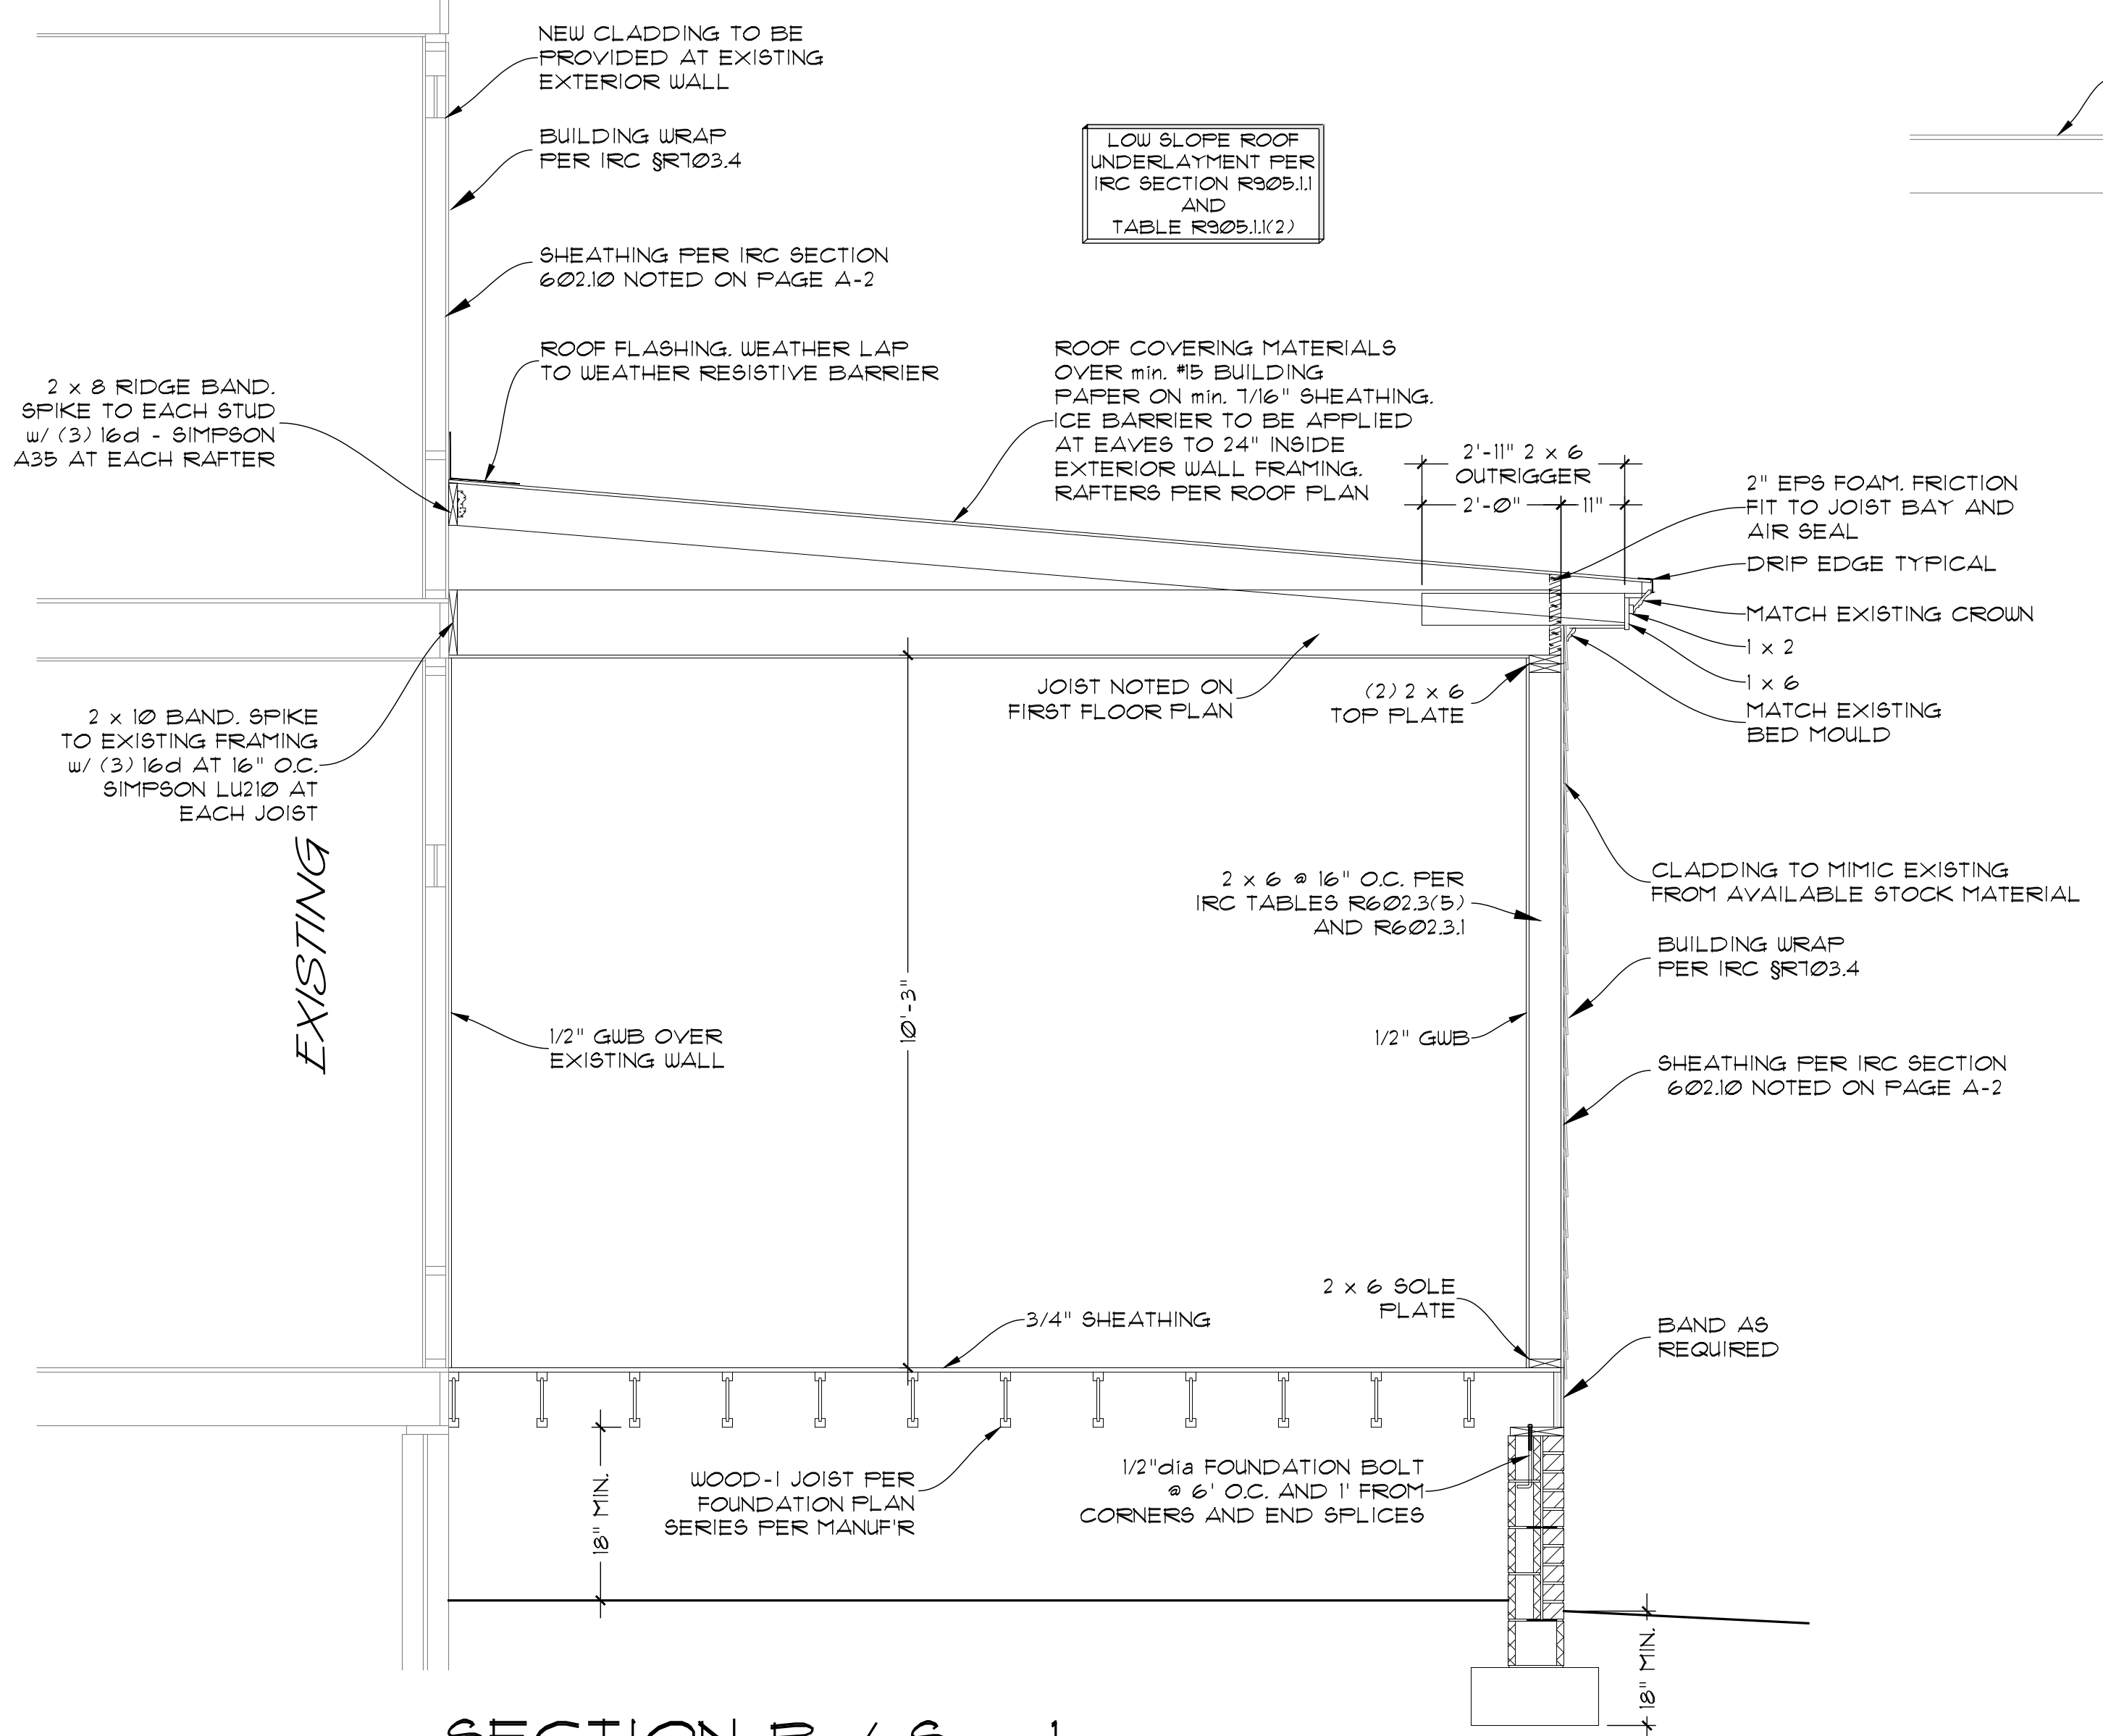 NEW CLADDING TO BE
PROVIDED AT EXISTING
EXTERIOR WALL
BUILDING WRAP
PER IRC §R703.4
LOW SLOPE ROOF
UNDERLAYMENT PER
IRC SECTION R905.1.1
AND
TABLE R905.1.1(2)
SHEATHING PER IRC SECTION
602.10 NOTED ON PAGE A-2
ROOF FLASHING. WEATHER LAP
TO WEATHER RESISTIVE BARRIER
2 x 8 RIDGE BAND.
SPIKE TO EACH STUD
w/ (3) 16d - SIMPSON
A35 AT EACH RAFTER
ROOF COVERING MATERIALS
OVER min. #15 BUILDING
PAPER ON min. 7/16" SHEATHING.
ICE BARRIER TO BE APPLIED
AT EAVES TO 24" INSIDE
EXTERIOR WALL FRAMING.
RAFTERS PER ROOF PLAN
2'-11" 2 x 6
OUTRIGGER
2'-0"
11"
2" EPS FOAM. FRICTION
FIT TO JOIST BAY AND
AIR SEAL
DRIP EDGE TYPICAL
MATCH EXISTING CROWN
1 x 2
1 x 6
MATCH EXISTING
BED MOULD
JOIST NOTED ON
FIRST FLOOR PLAN
(2) 2 x 6
TOP PLATE
2 x 10 BAND. SPIKE
TO EXISTING FRAMING
w/ (3) 16d AT 16" O.C.
SIMPSON LU210 AT
EACH JOIST
EXISTING
10'-3"
2 x 6 @ 16" O.C. PER
IRC TABLES R602.3(5)
AND R602.3.1
CLADDING TO MIMIC EXISTING
FROM AVAILABLE STOCK MATERIAL
BUILDING WRAP
PER IRC §R703.4
1/2" GWB OVER
EXISTING WALL
1/2" GWB
SHEATHING PER IRC SECTION
602.10 NOTED ON PAGE A-2
2 x 6 SOLE
PLATE
3/4" SHEATHING
BAND AS
REQUIRED
18" MIN.
WOOD-I JOIST PER
FOUNDATION PLAN
SERIES PER MANUF'R
1/2"dia FOUNDATION BOLT
@ 6' O.C. AND 1' FROM
CORNERS AND END SPLICES
18" MIN.
SECTION B / S - 1